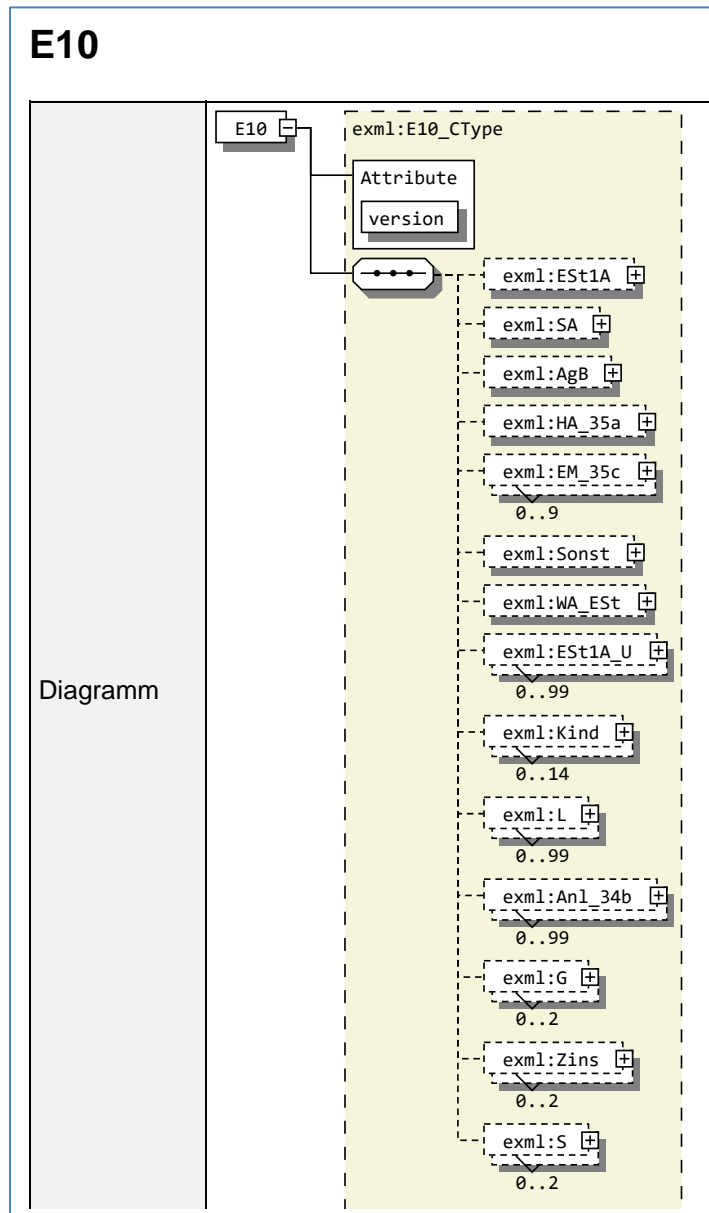 E10
Diagramm
E10
exml:E10_CType
Attribute
version
exml:ESt1A
exml:SA
exml:AgB
exml:HA_35a
exml:EM_35c
0..9
exml:Sonst
exml:WA_ESt
exml:ESt1A_U
0..99
exml:Kind
0..14
exml:L
0..99
exml:Anl_34b
0..99
exml:G
0..2
exml:Zins
0..2
exml:S
0..2